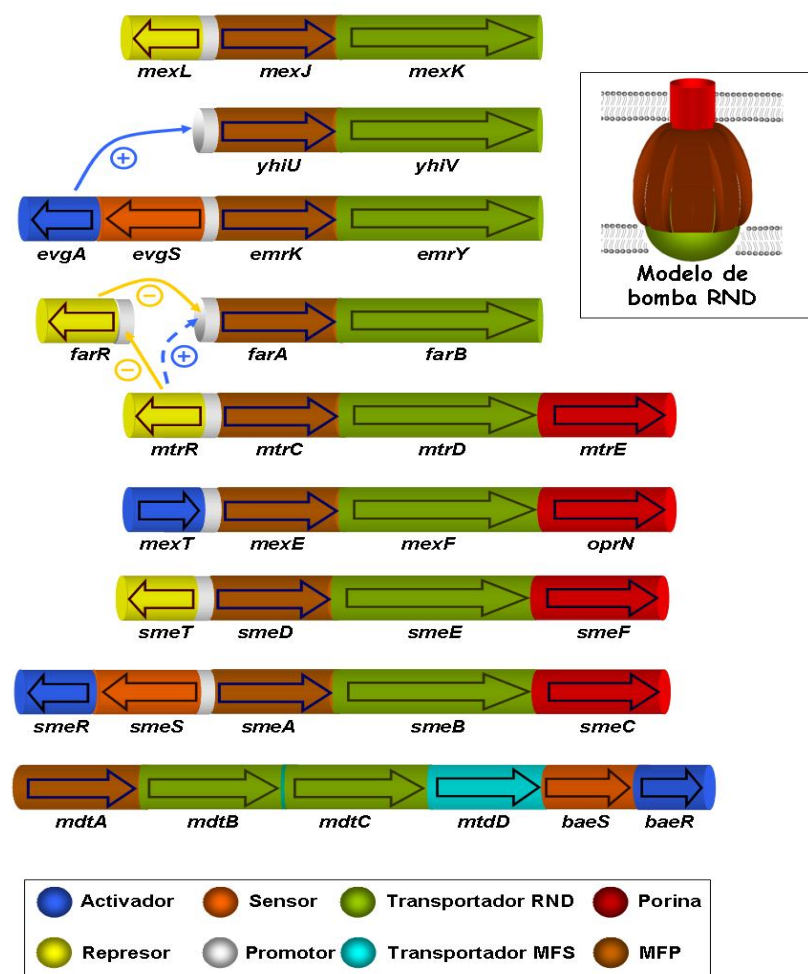 mexL mexJ mexK
yhiU yhiV
+
evgA evgS emrK emrY
Modelo de
bomba RND
−
+
−
farR farA farB
mtrR mtrC mtrD mtrE
mexT mexE mexF oprN
smeT smeD smeE smeF
smeR smeS smeA smeB smeC
mdtA mdtB mdtC mtdD baeS baeR
Activador Sensor Transportador RND Porina
Represor Promotor Transportador MFS MFP